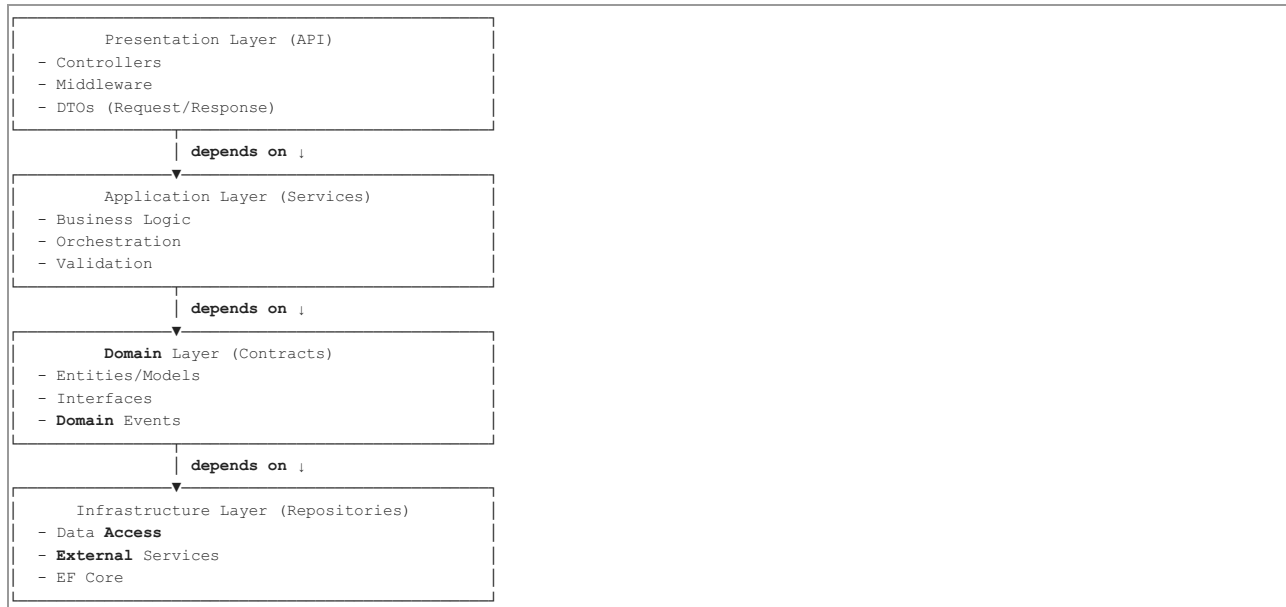 Presentation Layer (API)
- Controllers
- Middleware
- DTOs (Request/Response)
depends on ↓
Application Layer (Services)
- Business Logic
- Orchestration
- Validation
depends on ↓
Domain Layer (Contracts)
- Entities/Models
- Interfaces
- Domain Events
depends on ↓
Infrastructure Layer (Repositories)
- Data Access
- External Services
- EF Core